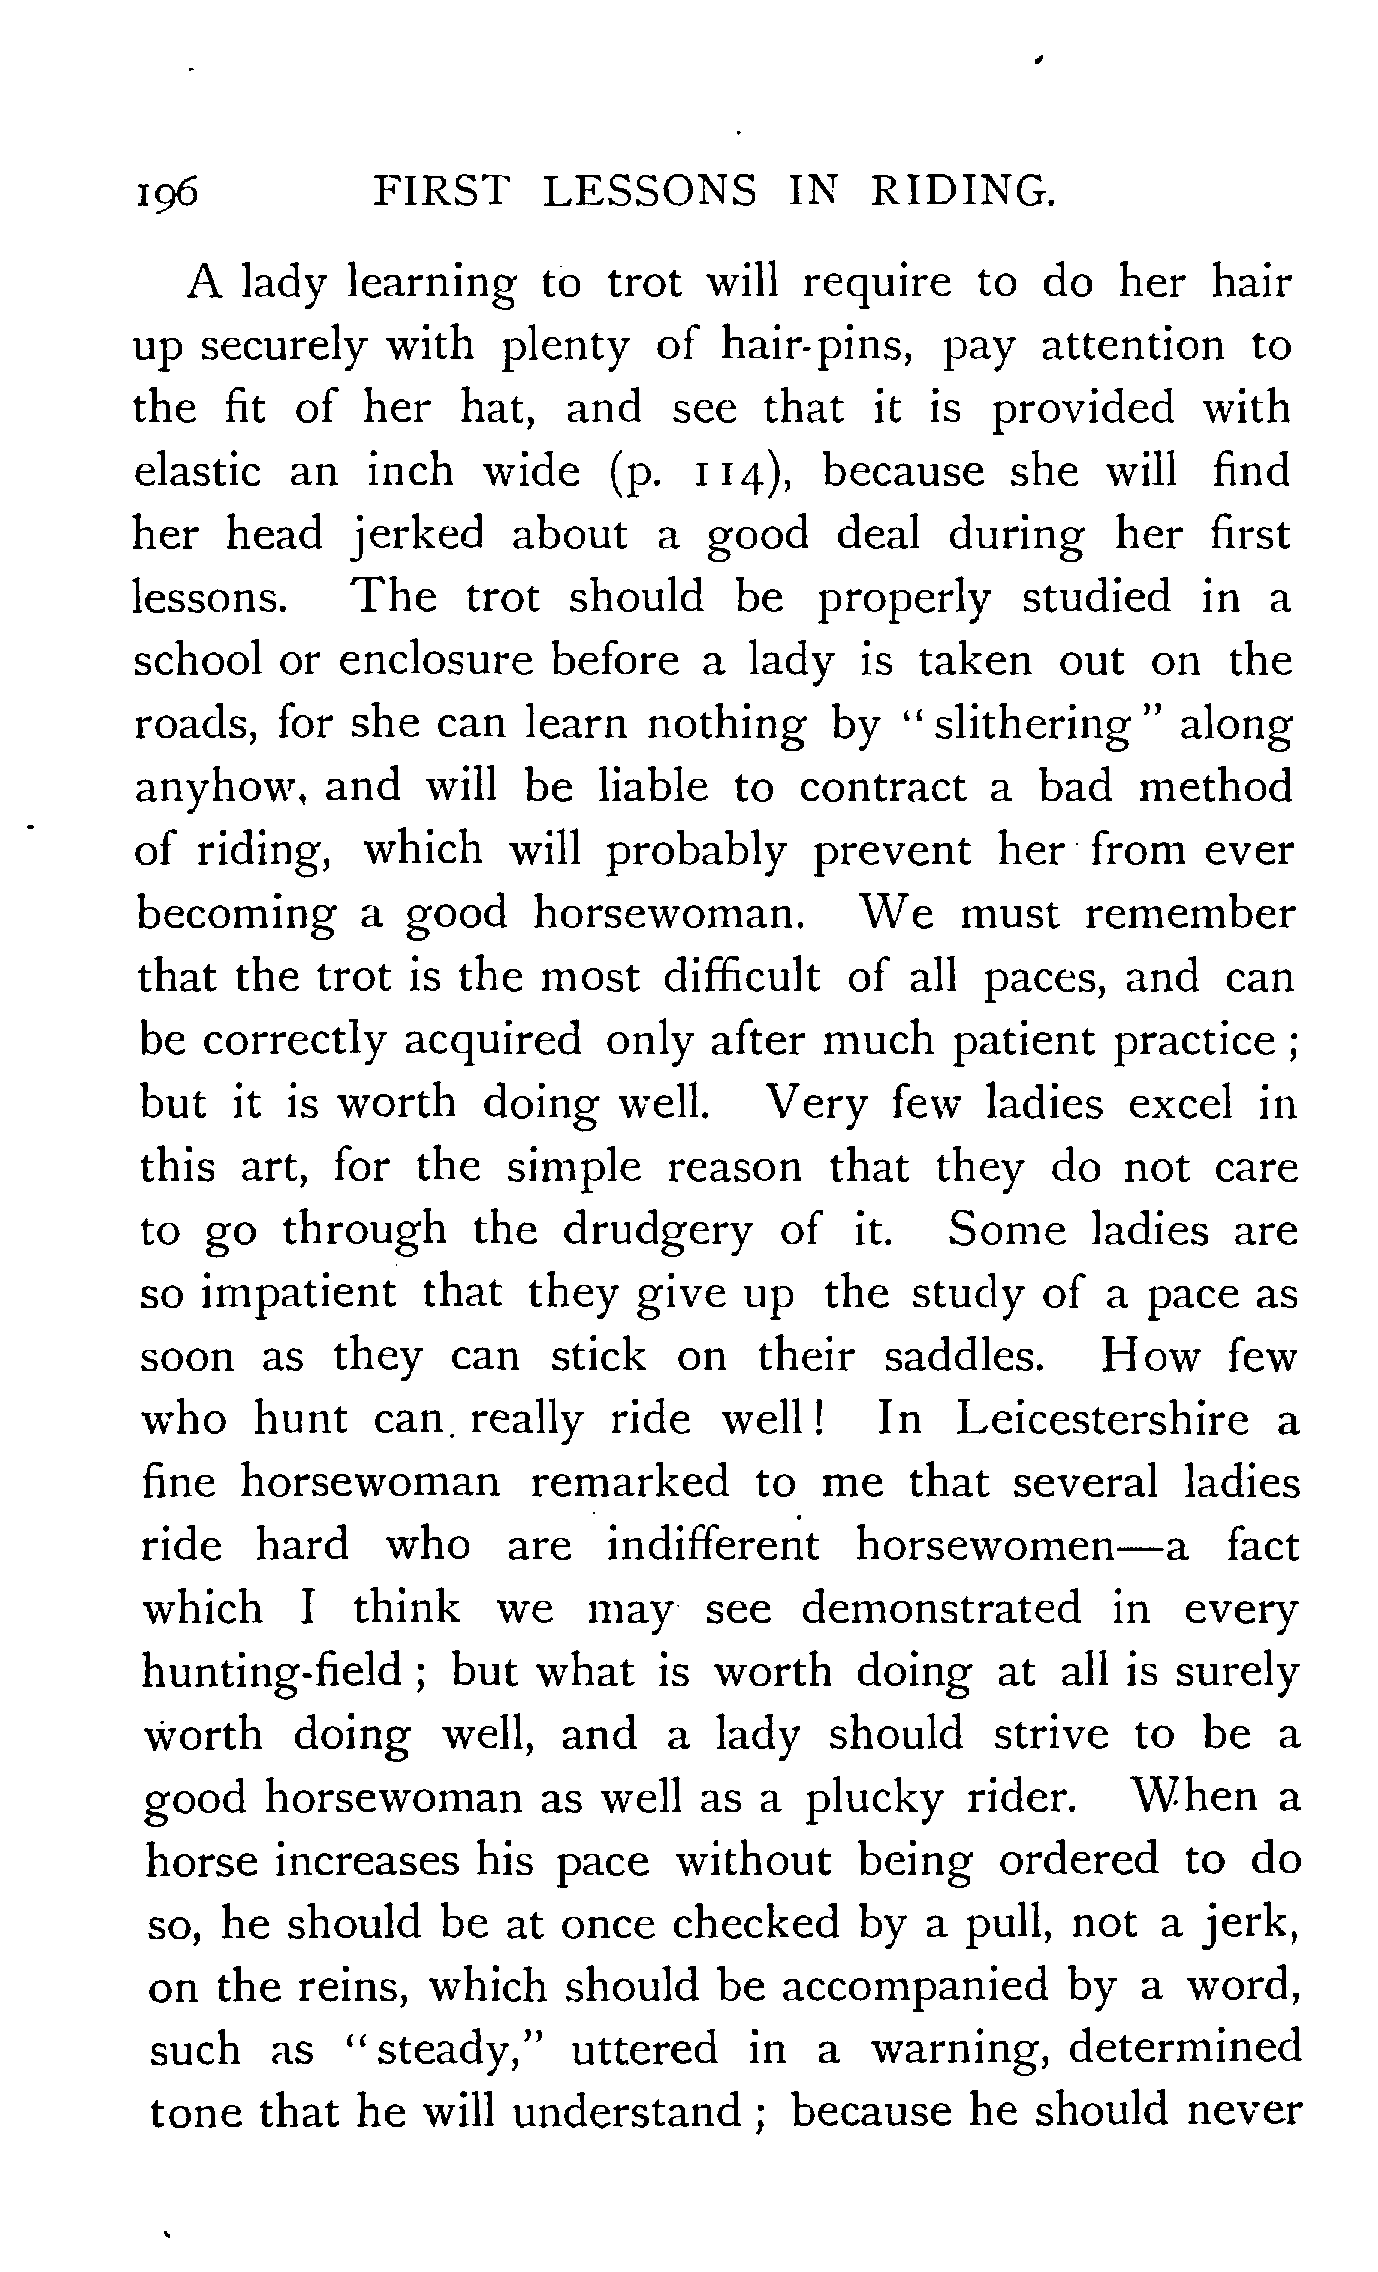 196 FIRST LESSONS IN RIDING.
A lady learning to trot will require to do her hair
up securely with plenty of hair-pins, pay attention to
the fit of her hat, and see that it is provided with
elastic an inch wide (p. 114), because she will find
her head jerked about a good deal during her first
lessons. The trot should be properly studied in a
school or enclosure before a lady is taken out on the
roads, for she can learn nothing by “slithering” along
anyhow, and will be liable to contract a bad method
of riding, which will probably prevent her from ever
becoming a good horsewoman. We must remember
that the trot is the most difficult of all paces, and can
be correctly acquired only after much patient practice ;
but it is worth doing well. Very few ladies excel in
this art, for the simple reason that they do not care
to go through the drudgery of it. Some ladies are
so impatient that they give up the study of a pace as
soon as they can stick on their saddles. How few
who hunt can really ride well! In Leicestershire a
fine horsewoman remarked to me that several ladies
ride hard who are indifferent horsewomen—a fact
which I think we may see demonstrated in every
hunting-field ; but what is worth doing at all is surely
worth doing well, and a lady should strive to be a
good horsewoman as well as a plucky rider. When a
horse increases his pace without being ordered to do
so, he should be at once checked by a pull, not a jerk,
on the reins, which should be accompanied by a word,
such as “steady,” uttered in a warning, determined
tone that he will understand ; because he should never